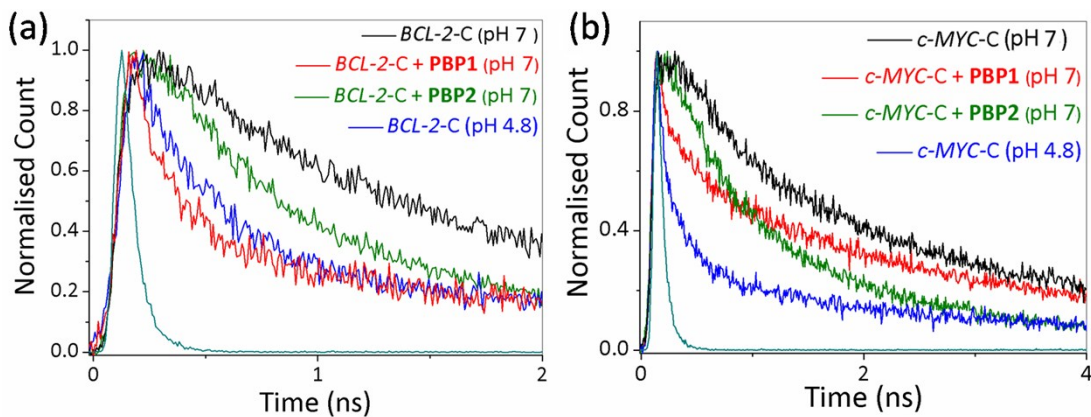 (a)
BCL-2-C (pH 7 )
BCL-2-C + PBP1 (pH 7)
BCL-2-C + PBP2 (pH 7)
BCL-2-C (pH 4.8)
Normalised Count
1.0
0.8
0.6
0.4
0.2
0.0
0
1
2
Time (ns)
(b)
c-MYC-C (pH 7)
c-MYC-C + PBP1 (pH 7)
c-MYC-C + PBP2 (pH 7)
c-MYC-C (pH 4.8)
Normalised Count
0.8
0.4
0.0
0
2
4
Time (ns)